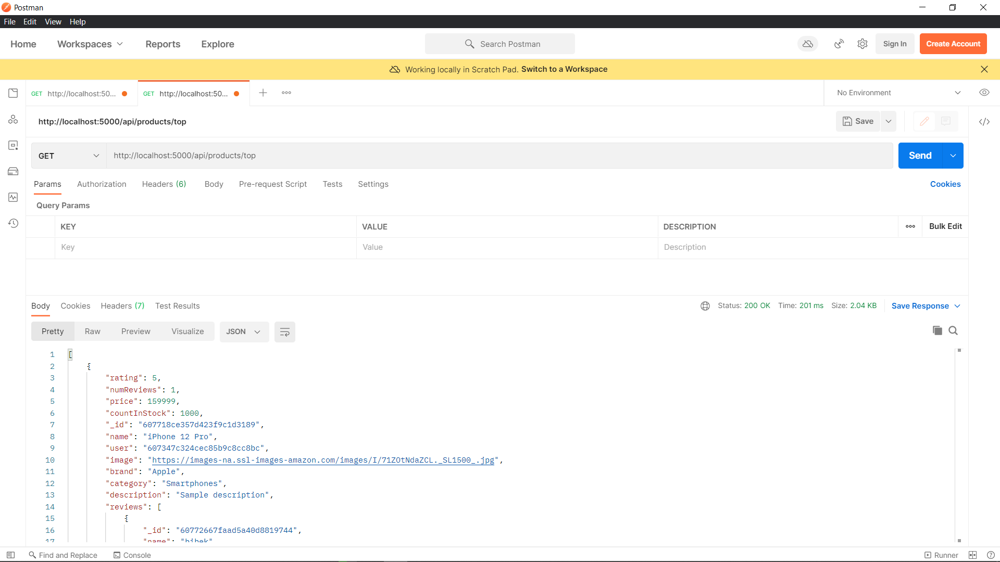 Postman
File Edit View Help
Home Workspaces Reports Explore Search Postman Sign In Create Account
Working locally in Scratch Pad. Switch to a Workspace
GET http://localhost:50... GET http://localhost:50... No Environment
http://localhost:5000/api/products/top Save
GET http://localhost:5000/api/products/top Send
Params Authorization Headers (6) Body Pre-request Script Tests Settings Cookies
Query Params
KEY VALUE DESCRIPTION Bulk Edit
Key Value Description
Body Cookies Headers (7) Test Results Status: 200 OK Time: 201 ms Size: 2.04 KB Save Response
Pretty Raw Preview Visualize JSON
1 [
2 {
3 "rating": 5,
4 "numReviews": 1,
5 "price": 159999,
6 "countInStock": 1000,
7 "_id": "607718ce357d423f9c1d3189",
8 "name": "iPhone 12 Pro",
9 "user": "607347c324cec85b9c8cc8bc",
10 "image": "https://images-na.ssl-images-amazon.com/images/I/71ZOtNdaZCL._SL1500_.jpg",
11 "brand": "Apple",
12 "category": "Smartphones",
13 "description": "Sample description",
14 "reviews": [
15 {
16 "_id": "60772667faad5a40d8819744",
17 "name": "bibek"
Find and Replace Console Runner